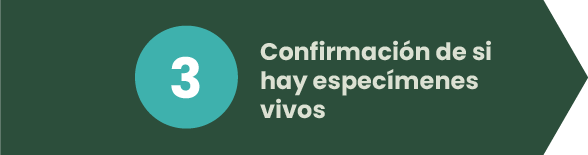 3
Confirmación de si
hay especímenes
vivos